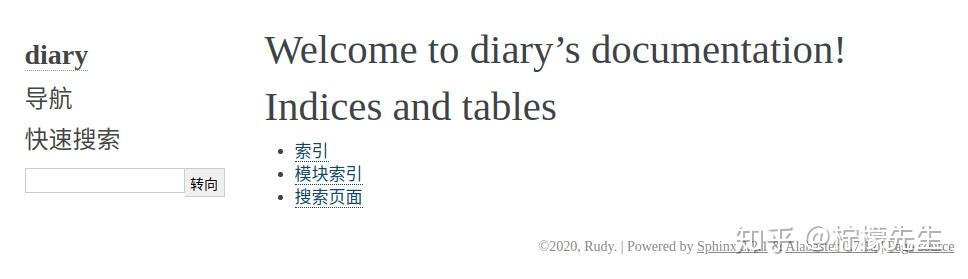 diary
导航
快速搜索
转向
Welcome to diary’s documentation!
Indices and tables
索引
模块索引
搜索页面
©2020, Rudy. | Powered by Sphinx & Alabaster | Page source
知乎 @柠檬先生